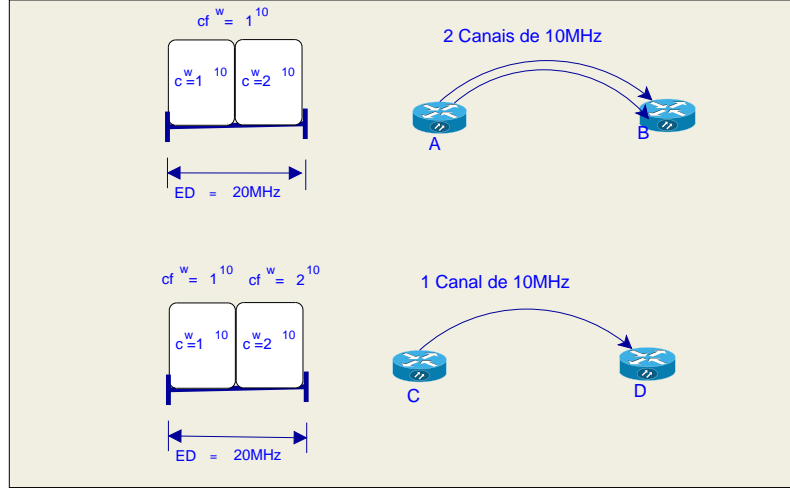 cf w = 1 10
2 Canais de 10MHz
c w =1 10 c w =2 10
A
B
ED = 20MHz
cf w = 1 10 cf w = 2 10
1 Canal de 10MHz
c w =1 10 c w =2 10
C
D
ED = 20MHz